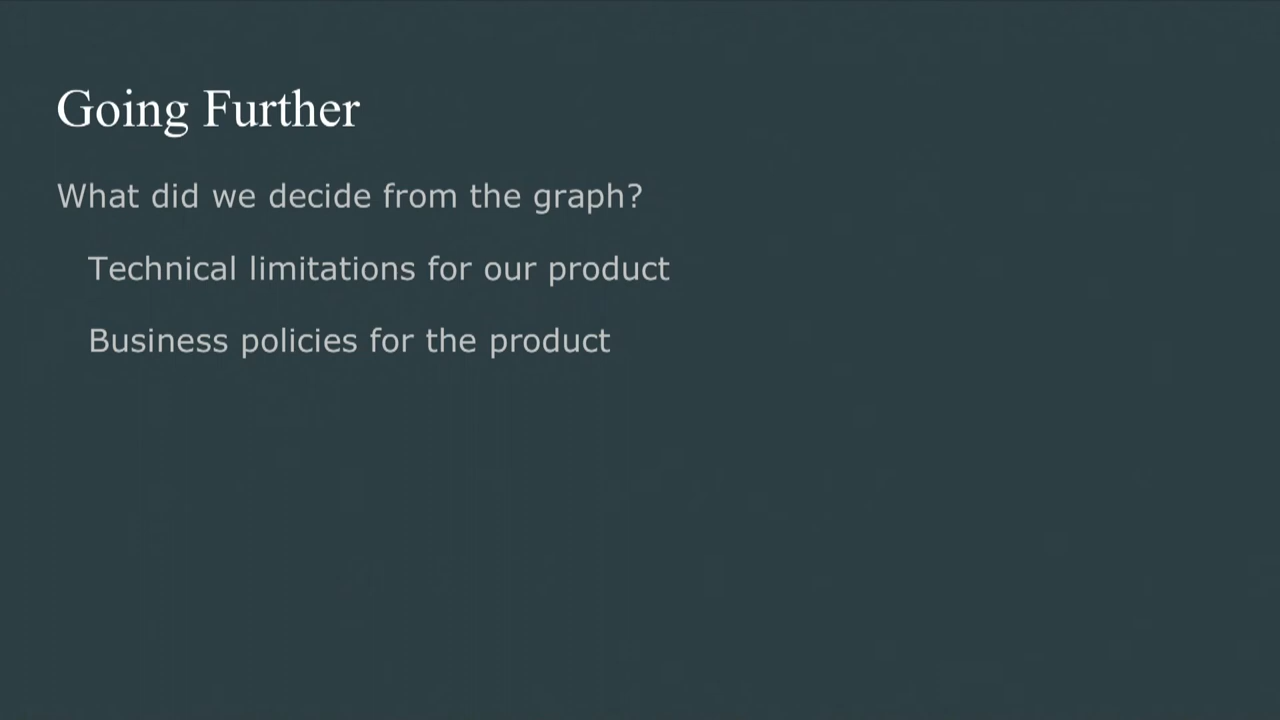 Going Further
What did we decide from the graph?
Technical limitations for our product
Business policies for the product